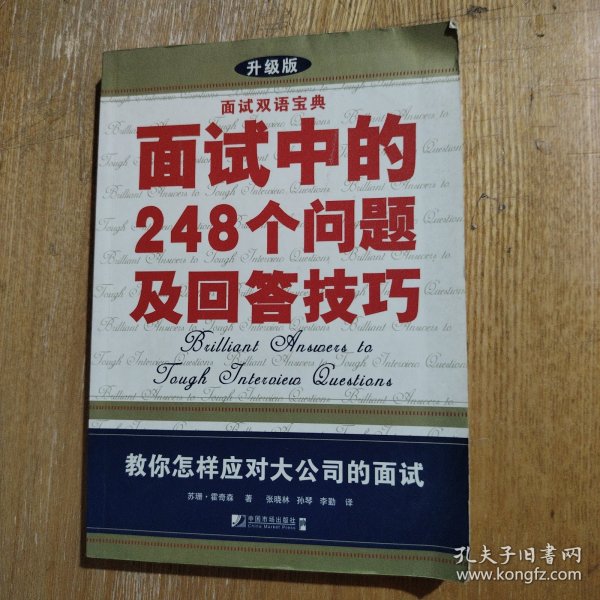 升级版
面试双语宝典
面试中的
248个问题
及回答技巧
Brilliant Answers to
Tough Interview Questions
教你怎样应对大公司的面试
苏珊·霍奇森 著 张晓林 孙琴 李勤 译
中国市场出版社
China Market Press
孔夫子旧书网
www.kongfz.com